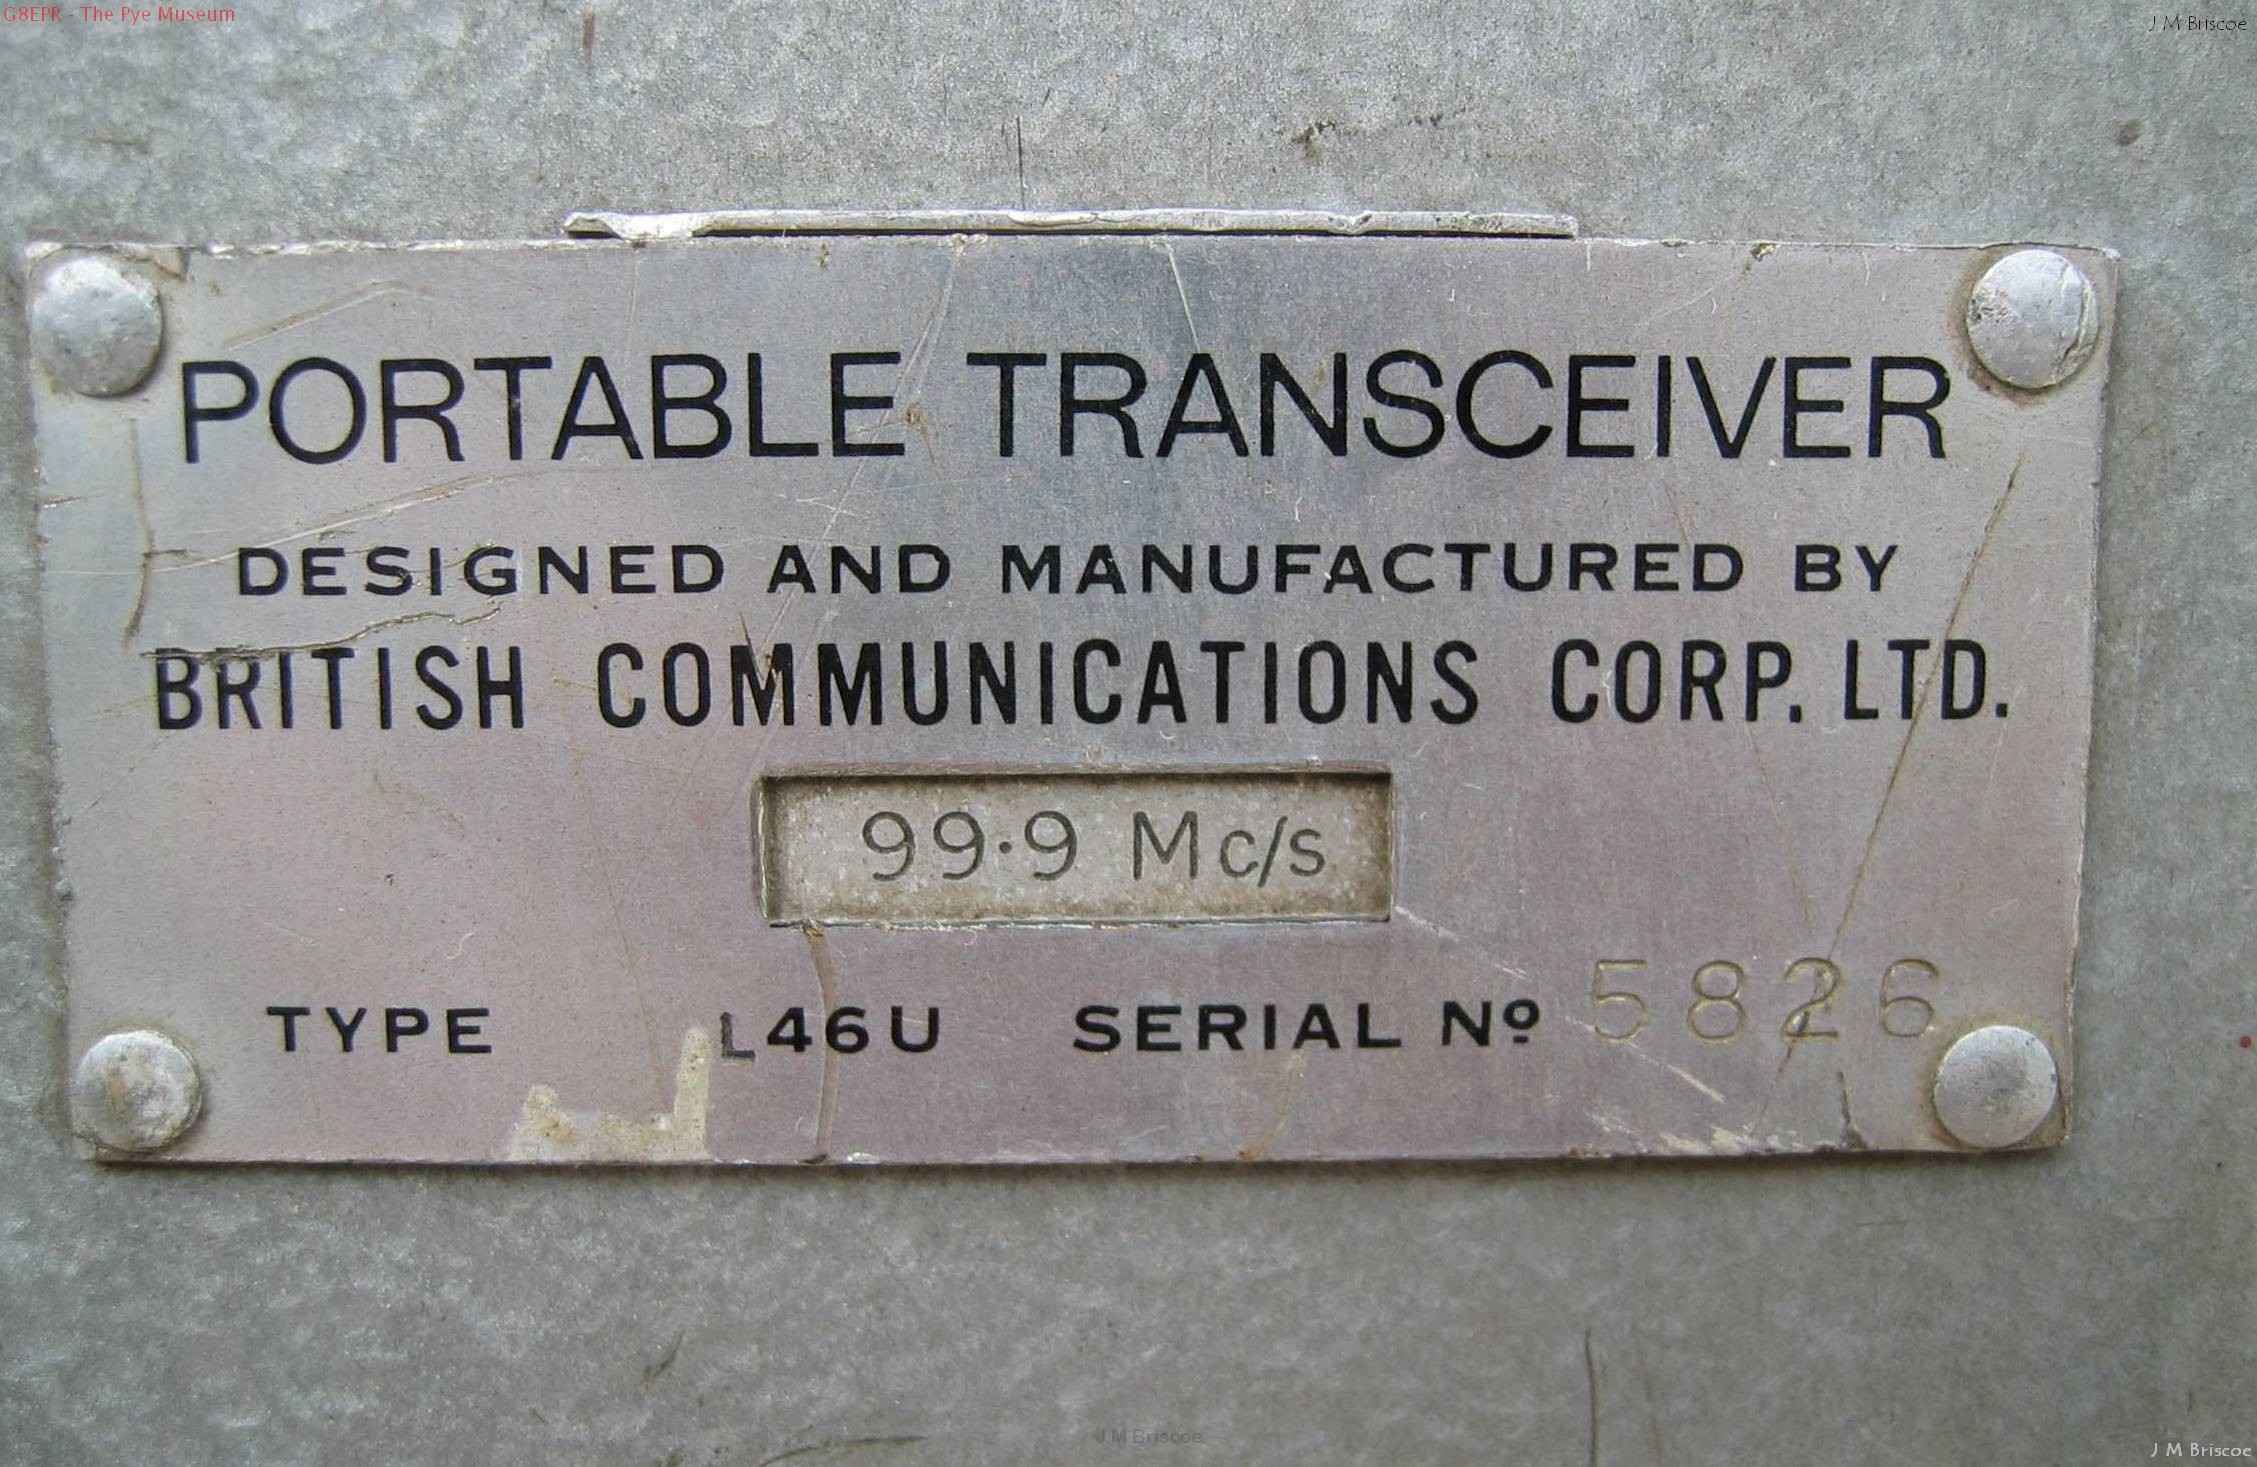 G8EPR - The Pye Museum
J M Briscoe
PORTABLE TRANSCEIVER
DESIGNED AND MANUFACTURED BY
BRITISH COMMUNICATIONS CORP. LTD.
99·9 Mc/s
TYPE L46U SERIAL Nº 5826
J M Briscoe
J M Briscoe